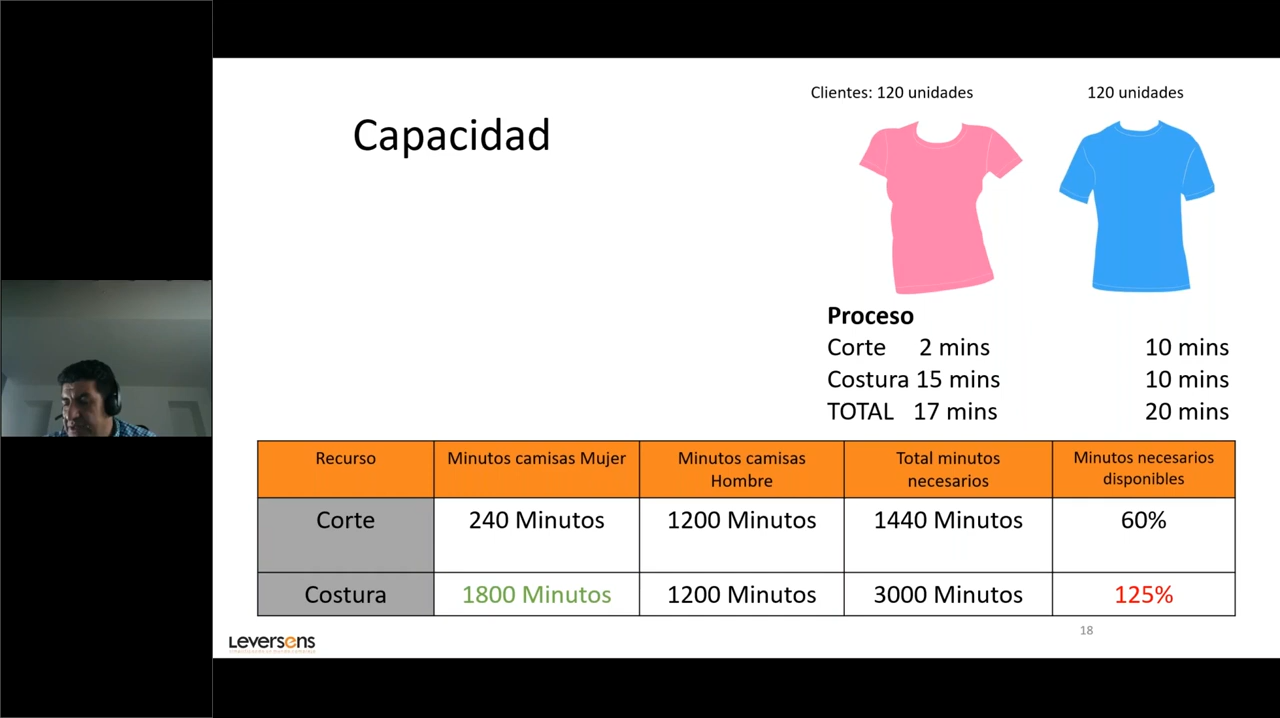 Clientes: 120 unidades
120 unidades
Capacidad
Proceso
Corte 2 mins 10 mins
Costura 15 mins 10 mins
TOTAL 17 mins 20 mins
Recurso
Minutos camisas Mujer
Minutos camisas
Hombre
Total minutos
necesarios
Minutos necesarios
disponibles
Corte 240 Minutos 1200 Minutos 1440 Minutos 60%
Costura 1800 Minutos 1200 Minutos 3000 Minutos 125%
18
Leversens